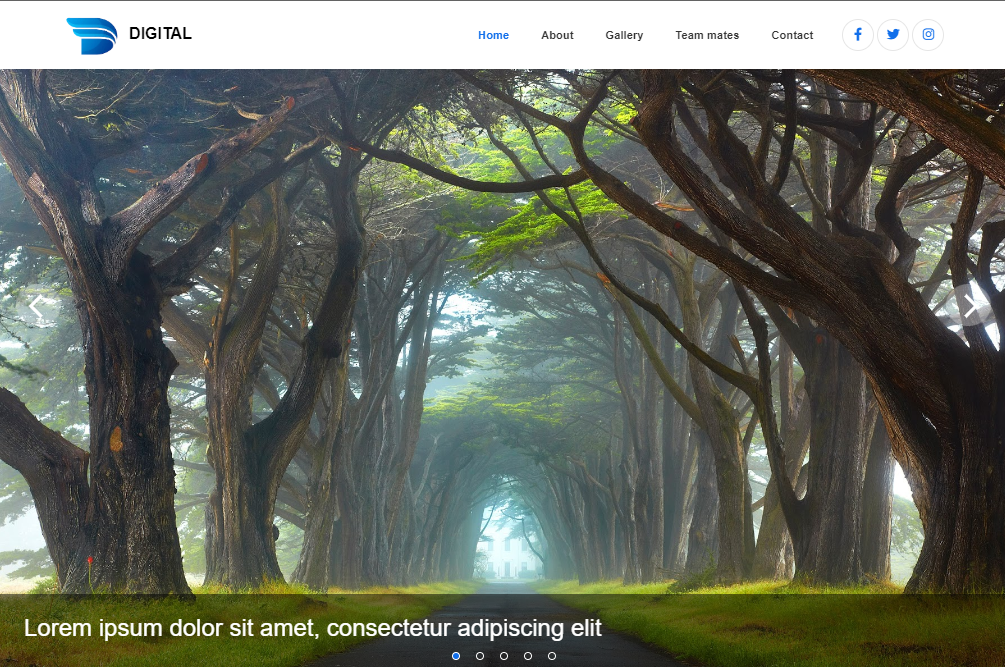 DIGITAL
Home About Gallery Team mates Contact
Lorem ipsum dolor sit amet, consectetur adipiscing elit